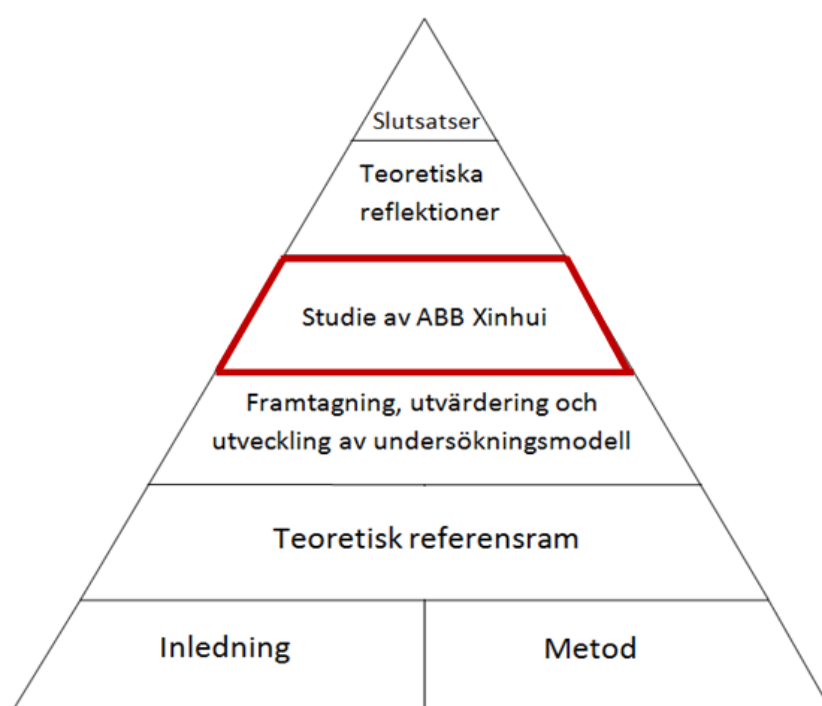 Slutsatser
Teoretiska
reflektioner
Studie av ABB Xinhui
Framtagning, utvärdering och
utveckling av undersökningsmodell
Teoretisk referensram
Inledning
Metod